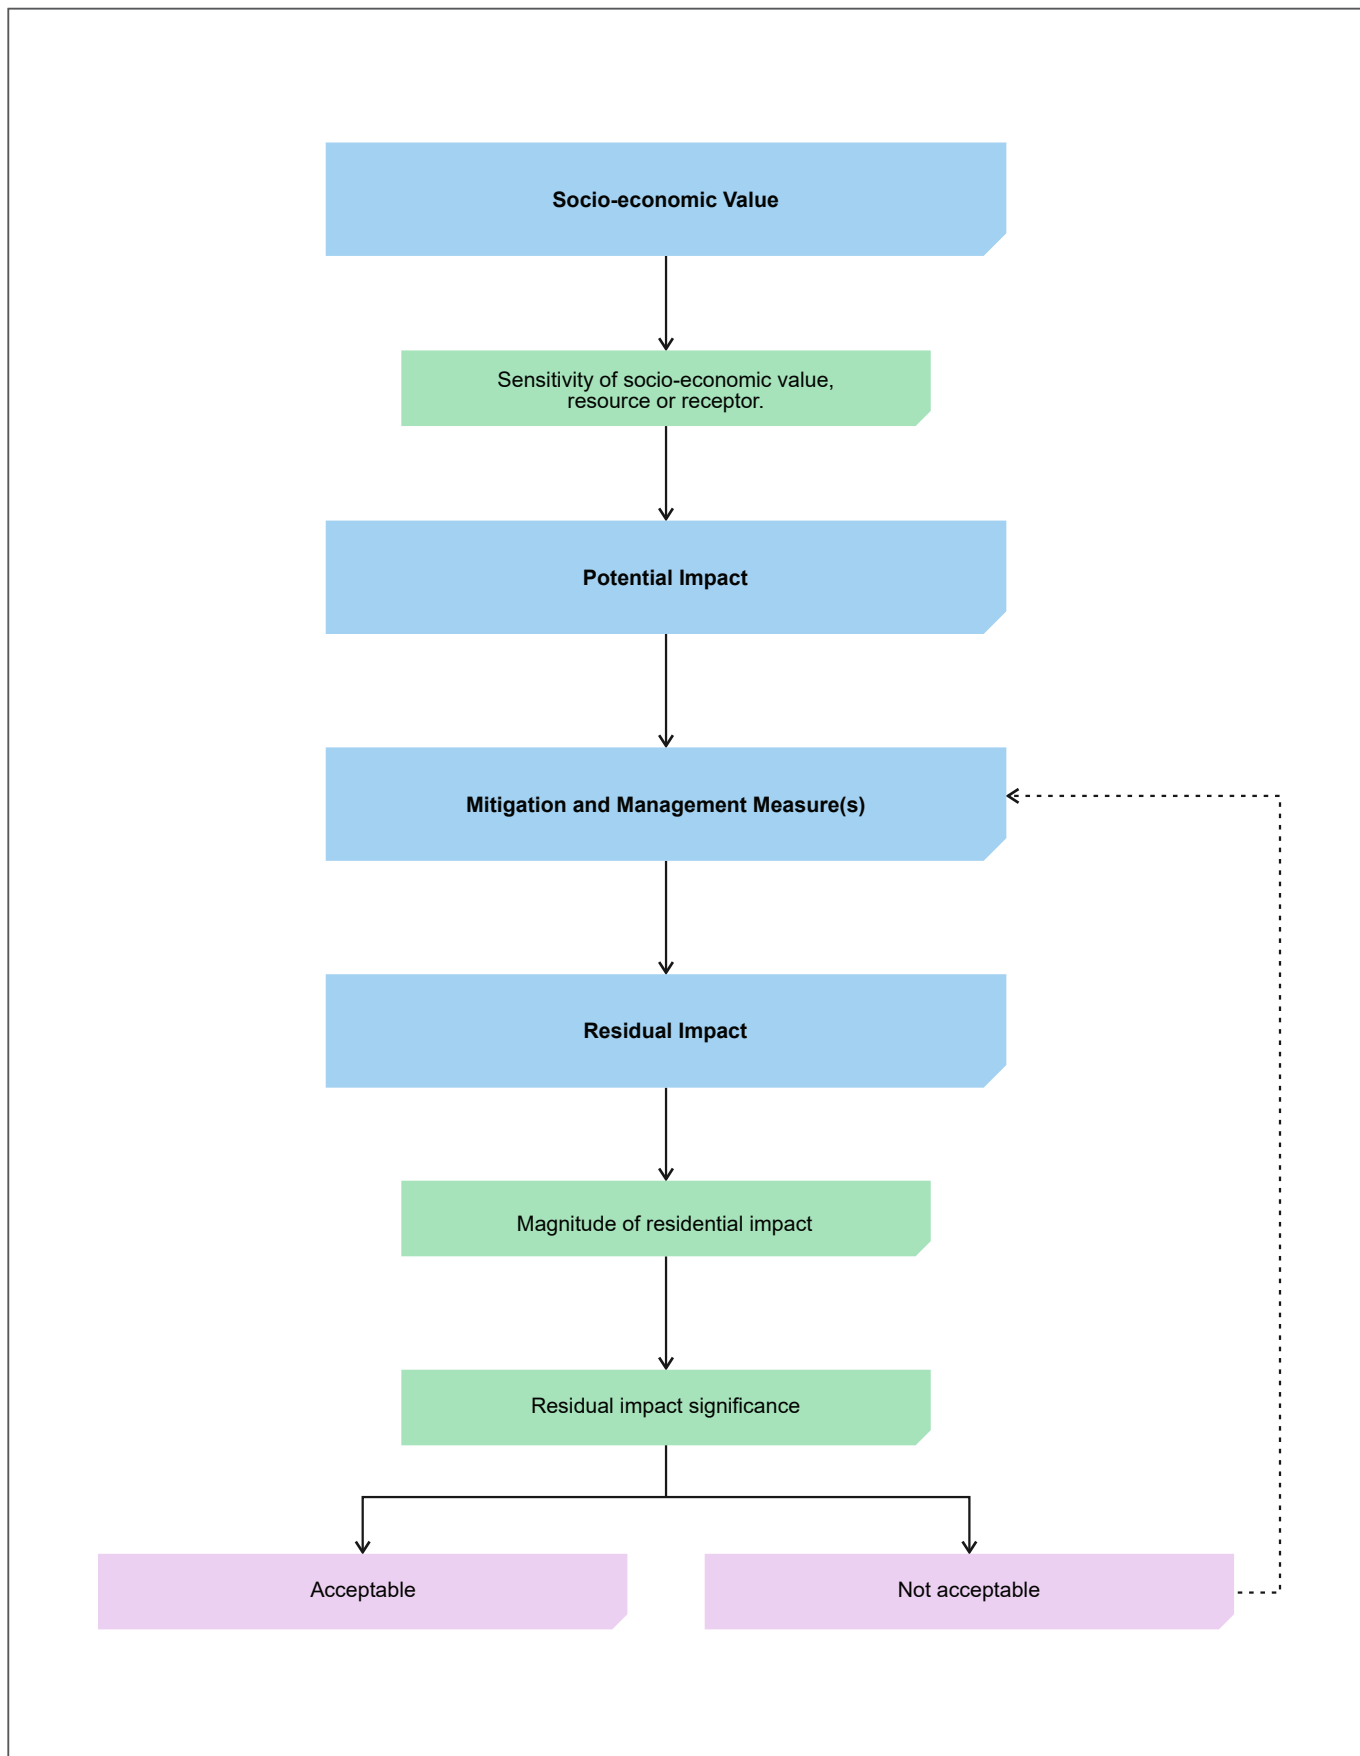 Socio-economic Value
Sensitivity of socio-economic value,
resource or receptor.
Potential Impact
Mitigation and Management Measure(s)
Residual Impact
Magnitude of residential impact
Residual impact significance
Acceptable
Not acceptable